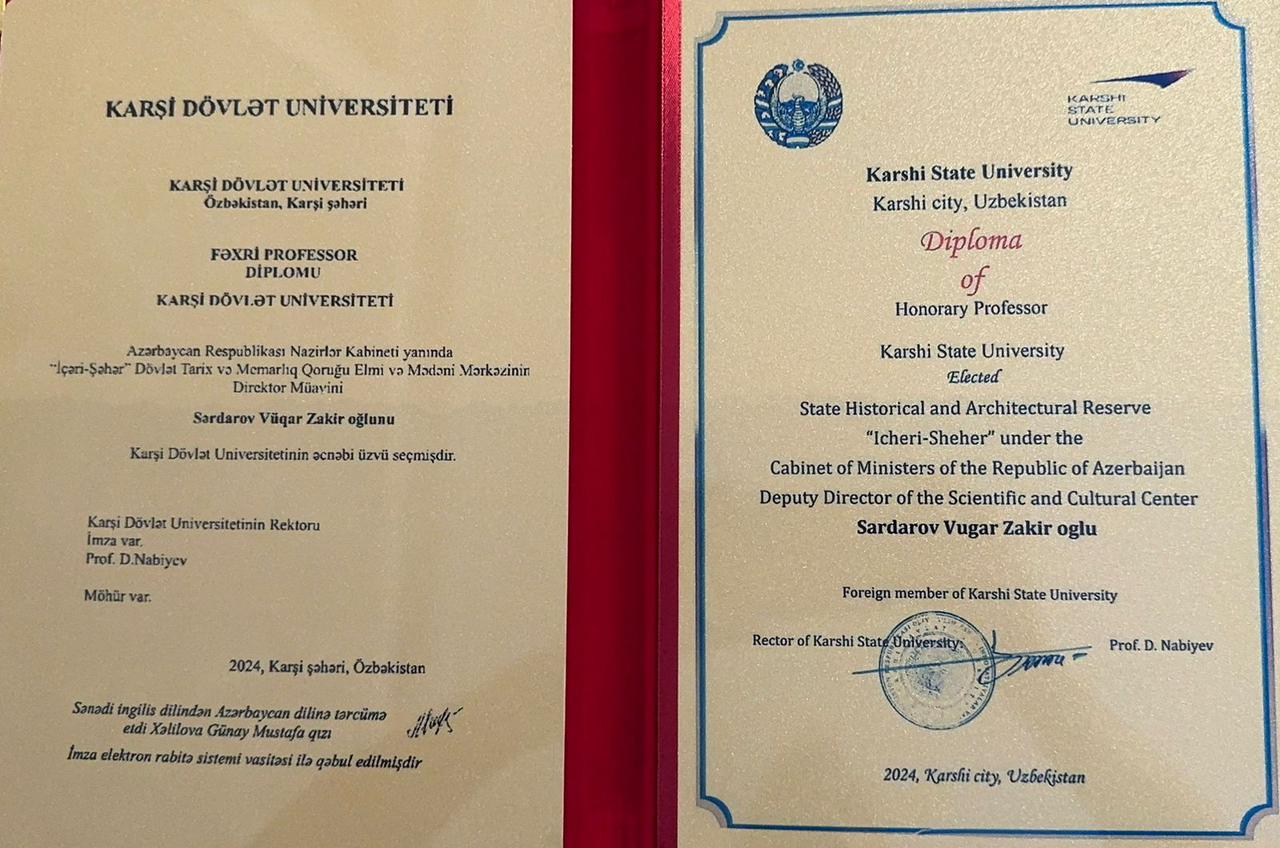 KARŞİ DÖVLƏT UNİVERSİTETİ
KARŞİ DÖVLƏT UNİVERSİTETİ
Özbəkistan, Karşi şəhəri
FƏXRİ PROFESSOR
DİPLOMU
KARŞİ DÖVLƏT UNİVERSİTETİ
Azərbaycan Respublikası Nazirlər Kabineti yanında
"İçəri-Şəhər" Dövlət Tarix və Memarlıq Qoruğu Elmi və Mədəni Mərkəzinin
Direktor Müavini
Sərdarov Vüqar Zakir oğlunu
Karşi Dövlət Universitetinin əcnəbi üzvü seçmişdir.
Karşi Dövlət Universitetinin Rektoru
İmza var.
Prof. D.Nabiyev
Möhür var.
2024, Karşi şəhəri, Özbəkistan
Sənədi ingilis dilindən Azərbaycan dilinə tərcümə
etdi Xəlilova Günay Mustafa qızı
İmza elektron rabitə sistemi vasitəsi ilə qəbul edilmişdir
KARSHI
STATE
UNIVERSITY
Karshi State University
Karshi city, Uzbekistan
Diploma
of
Honorary Professor
Karshi State University
Elected
State Historical and Architectural Reserve
“Icheri-Sheher” under the
Cabinet of Ministers of the Republic of Azerbaijan
Deputy Director of the Scientific and Cultural Center
Sardarov Vugar Zakir oglu
Foreign member of Karshi State University
Rector of Karshi State University: Prof. D. Nabiyev
2024, Karshi city, Uzbekistan